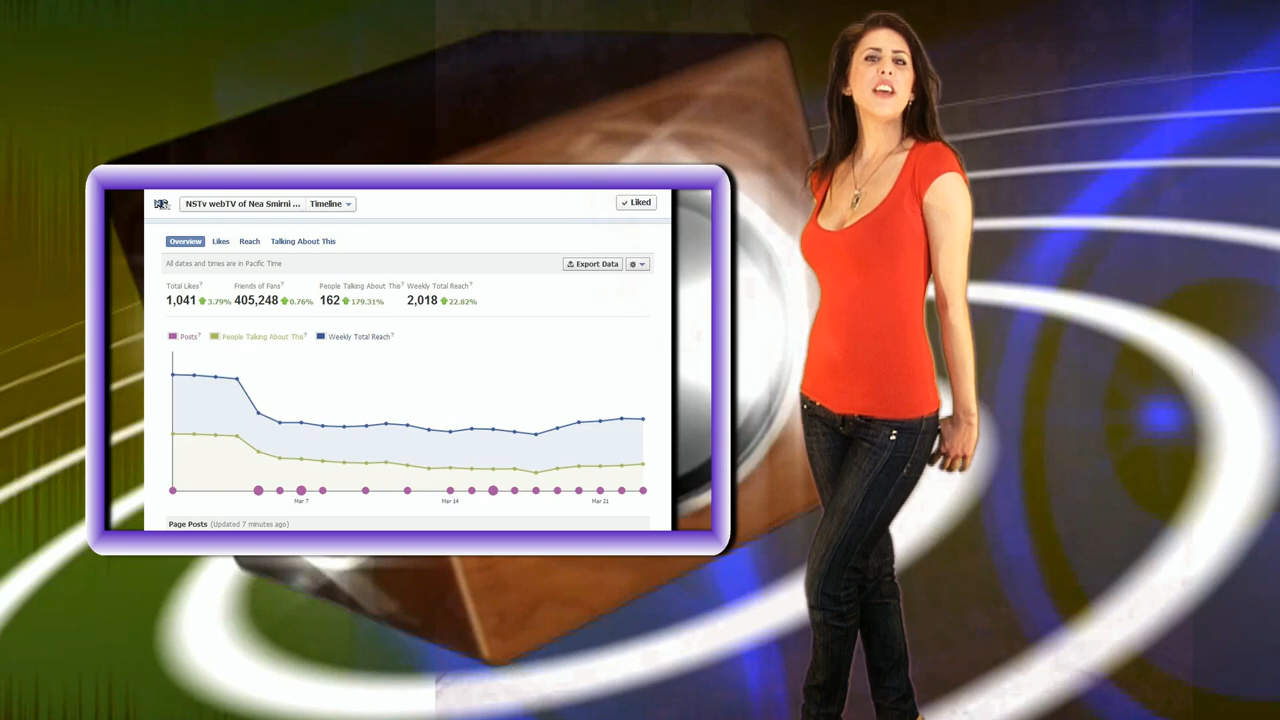 NSTv webTV of Nea Smirni ... Timeline Liked
Overview Likes Reach Talking About This
All dates and times are in Pacific Time Export Data
Total Likes? Friends of Fans? People Talking About This? Weekly Total Reach?
1,041 3.79% 405,248 0.76% 162 179.31% 2,018 22.82%
Posts? People Talking About This? Weekly Total Reach?
Mar 7 Mar 14 Mar 21
Page Posts (Updated 7 minutes ago)